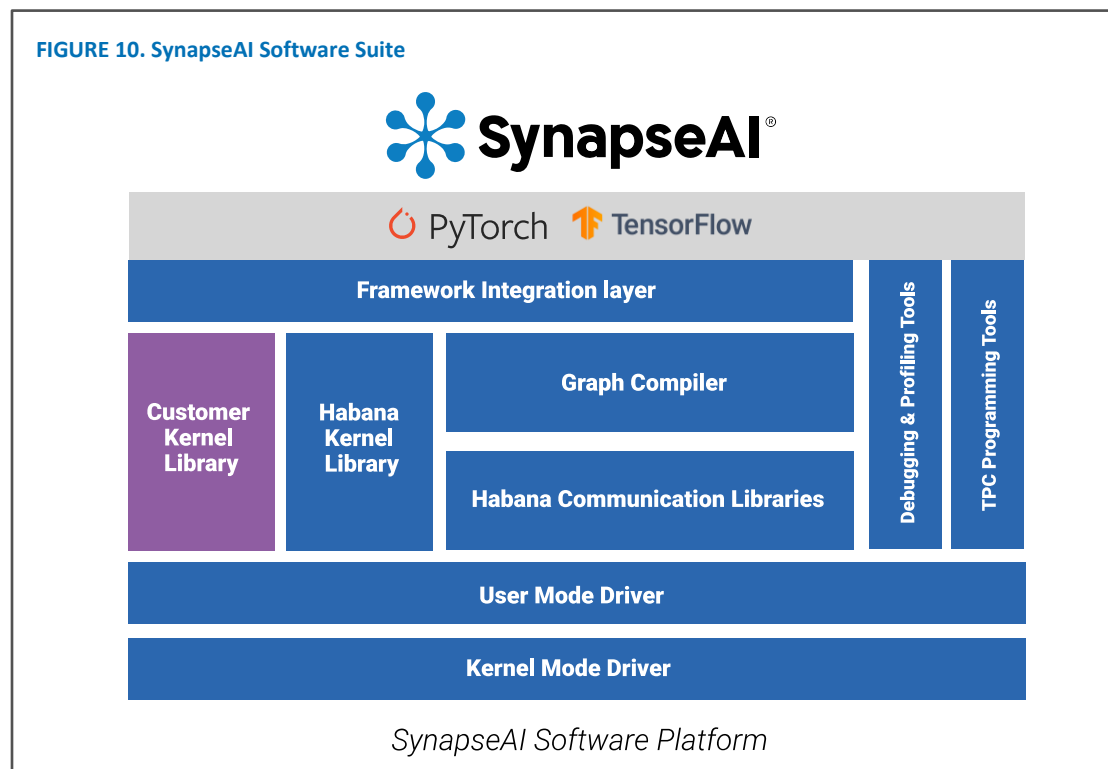 FIGURE 10. SynapseAI Software Suite
SynapseAI®
PyTorch TensorFlow
Framework Integration layer
Customer
Kernel
Library
Habana
Kernel
Library
Graph Compiler
Habana Communication Libraries
Debugging & Profiling Tools
TPC Programming Tools
User Mode Driver
Kernel Mode Driver
SynapseAI Software Platform